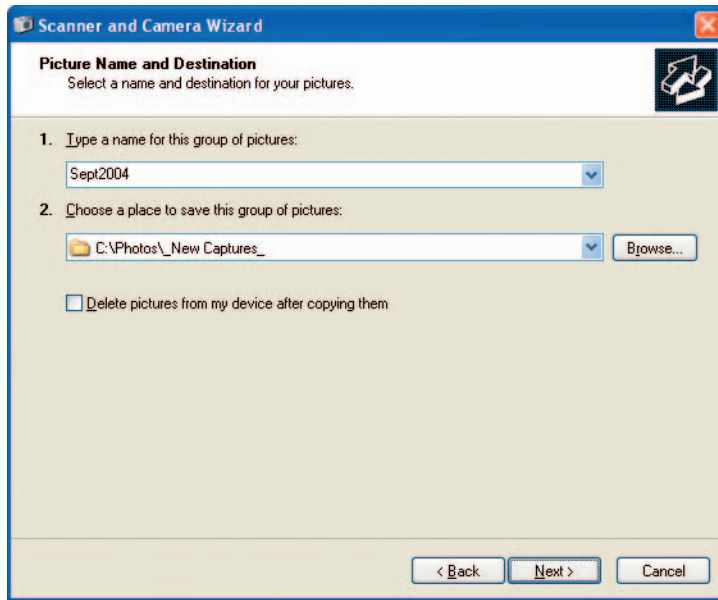 Scanner and Camera Wizard
Picture Name and Destination
Select a name and destination for your pictures.
1. Type a name for this group of pictures:
Sept2004
2. Choose a place to save this group of pictures:
C:\Photos\_New Captures_
Browse...
Delete pictures from my device after copying them
< Back
Next >
Cancel